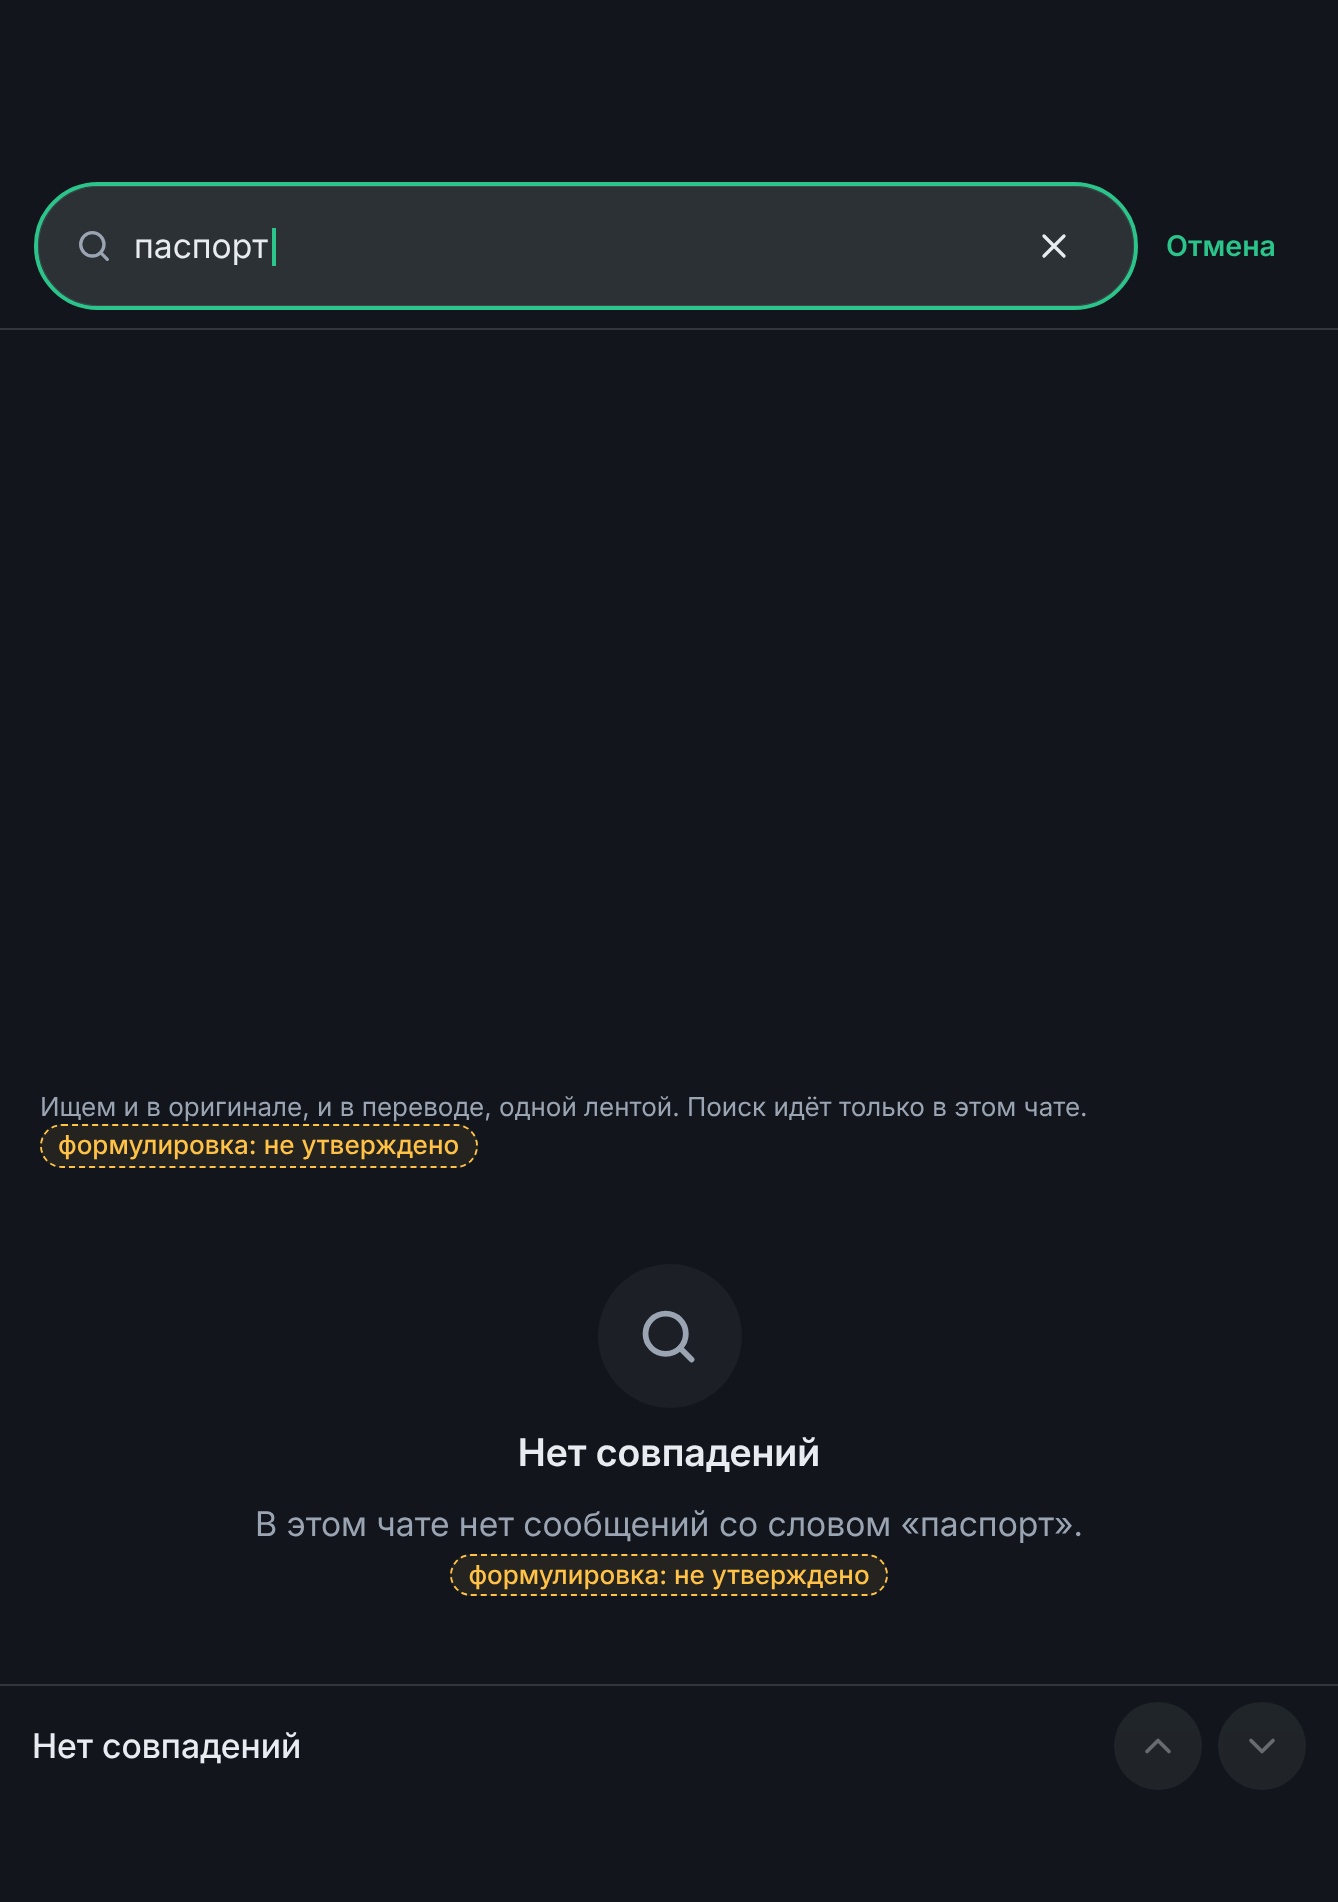 паспорт
Отмена
Ищем и в оригинале, и в переводе, одной лентой. Поиск идёт только в этом чате.
формулировка: не утверждено
Нет совпадений
В этом чате нет сообщений со словом «паспорт».
формулировка: не утверждено
Нет совпадений